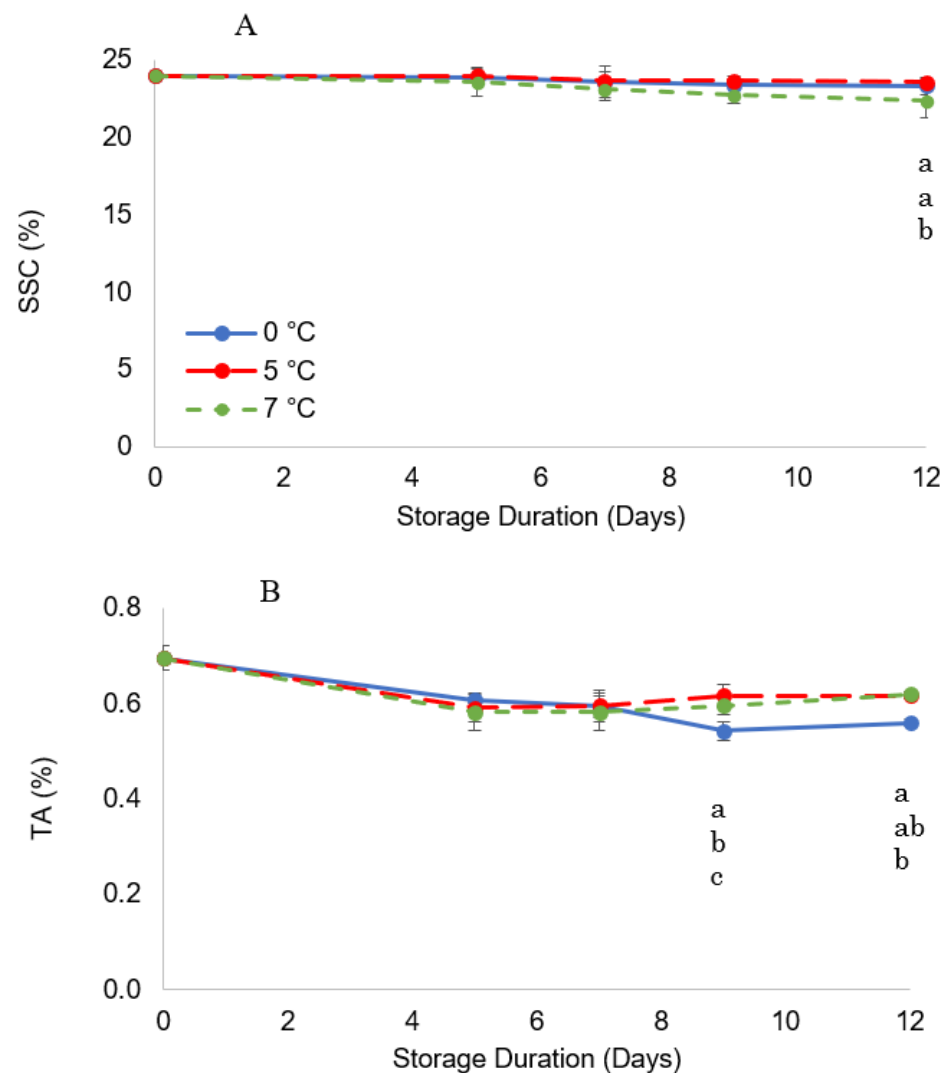 A
25
20
15
10
5
0
SSC (%)
a
a
b
0 °C
5 °C
7 °C
0 2 4 6 8 10 12
Storage Duration (Days)
B
0.8
0.6
0.4
0.2
0.0
TA (%)
a
b
c
a
ab
b
0 2 4 6 8 10 12
Storage Duration (Days)